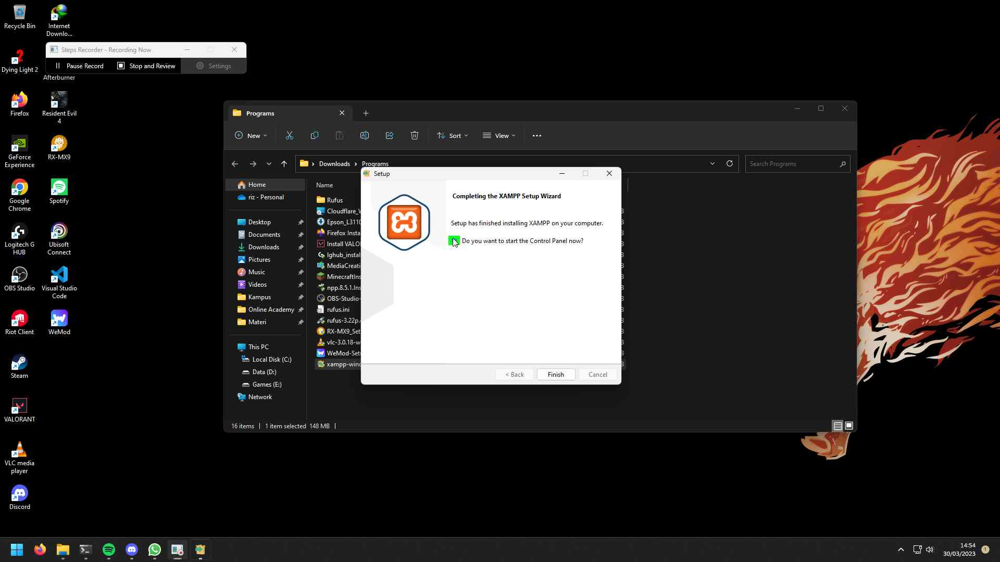 Recycle Bin
Internet
Downlo...
Steps Recorder - Recording Now
Pause Record
Stop and Review
Settings
Dying Light 2
Afterburner
Firefox
Resident Evil
4
GeForce
Experience
RX-MX9
Google
Chrome
Spotify
Logitech G
HUB
Ubisoft
Connect
OBS Studio
Visual Studio
Code
Riot Client
WeMod
Steam
VALORANT
VLC media
player
Discord
Programs
New
Sort
View
Downloads
Programs
Search Programs
Home
riz - Personal
Desktop
Documents
Downloads
Pictures
Music
Videos
Kampus
Online Academy
Materi
This PC
Local Disk (C:)
Data (D:)
Games (E:)
Network
Name
Rufus
Cloudflare_
Epson_L3110
Firefox Insta
Install VALO
lghub_instal
MediaCreati
MinecraftIns
npp.8.5.1.Ins
OBS-Studio-
rufus.ini
rufus-3.22p.
RX-MX9_Set
vlc-3.0.18-w
WeMod-Set
xampp-wind
16 items
1 item selected 148 MB
Setup
Completing the XAMPP Setup Wizard
Setup has finished installing XAMPP on your computer.
Do you want to start the Control Panel now?
< Back
Finish
Cancel
14:54
30/03/2023
1